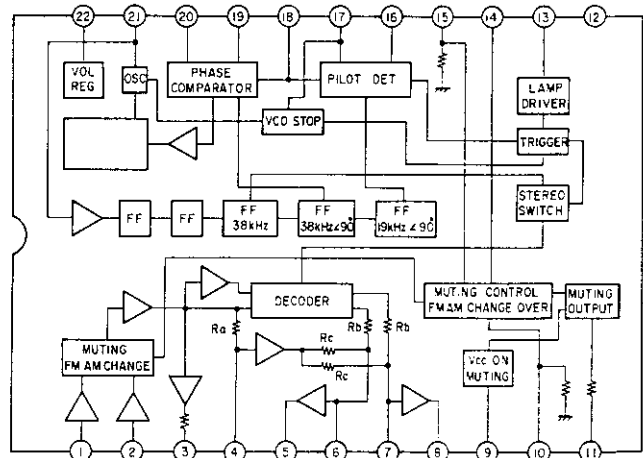 22 21 20 19 18 17 16 15 14 13 12
VOL
REG
OSC
PHASE
COMPARATOR
PILOT DET
LAMP
DRIVER
VCO STOP
TRIGGER
STEREO
SWITCH
FF
FF
FF
38kHz
FF
38kHz∠90°
FF
19kHz∠90°
DECODER
MUTING CONTROL
FM AM CHANGE OVER
MUTING
OUTPUT
Ra
Rb
Rb
Rc
Rc
MUTING
FM AM CHANGE
Vcc ON
MUTING
1 2 3 4 5 6 7 8 9 10 11